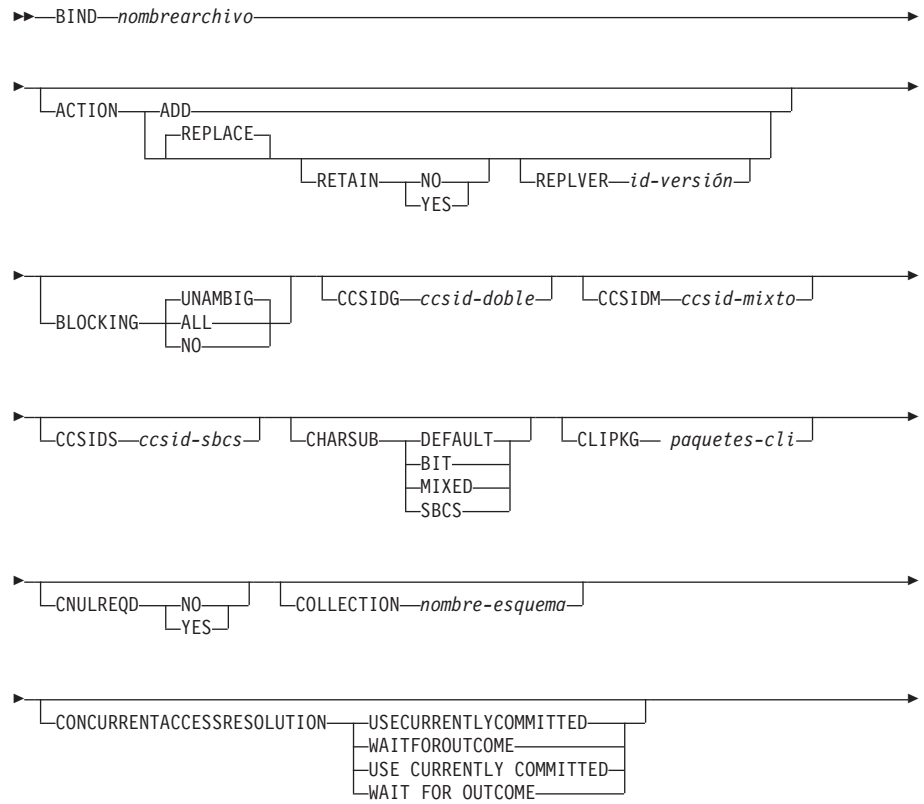 BIND nombrearchivo
ACTION ADD
REPLACE
RETAIN NO REPLVER id-versión
YES
UNAMBIG CCSIDG ccsid-doble CCSIDM ccsid-mixto
BLOCKING ALL
NO
CCSIDS ccsid-sbcs CHARSUB DEFAULT CLIPKG paquetes-cli
BIT
MIXED
SBCS
CNULREQD NO COLLECTION nombre-esquema
YES
CONCURRENTACCESSRESOLUTION USECURRENTLYCOMMITTED
WAITFOROUTCOME
USE CURRENTLY COMMITTED
WAIT FOR OUTCOME